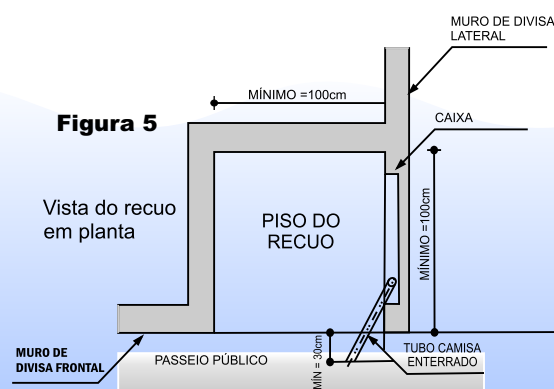 MURO DE DIVISA
LATERAL
MÍNIMO =100cm
CAIXA
Figura 5
Vista do recuo
em planta
PISO DO
RECUO
MÍNIMO =100cm
MURO DE
DIVISA FRONTAL
PASSEIO PÚBLICO
MÍN = 30cm
TUBO CAMISA
ENTERRADO